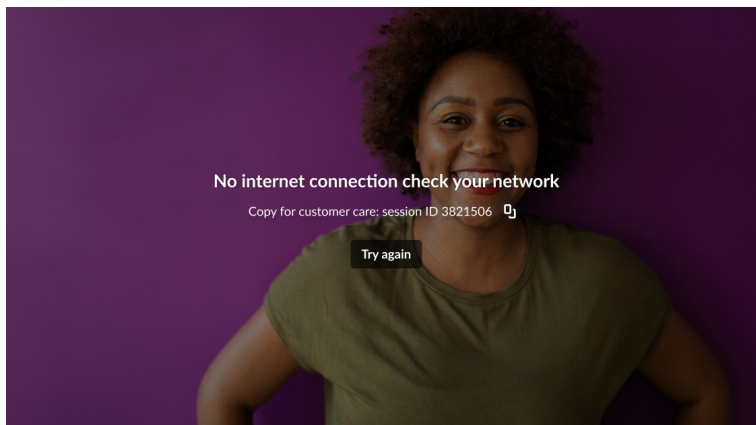 No internet connection check your network
Copy for customer care: session ID 3821506
Try again